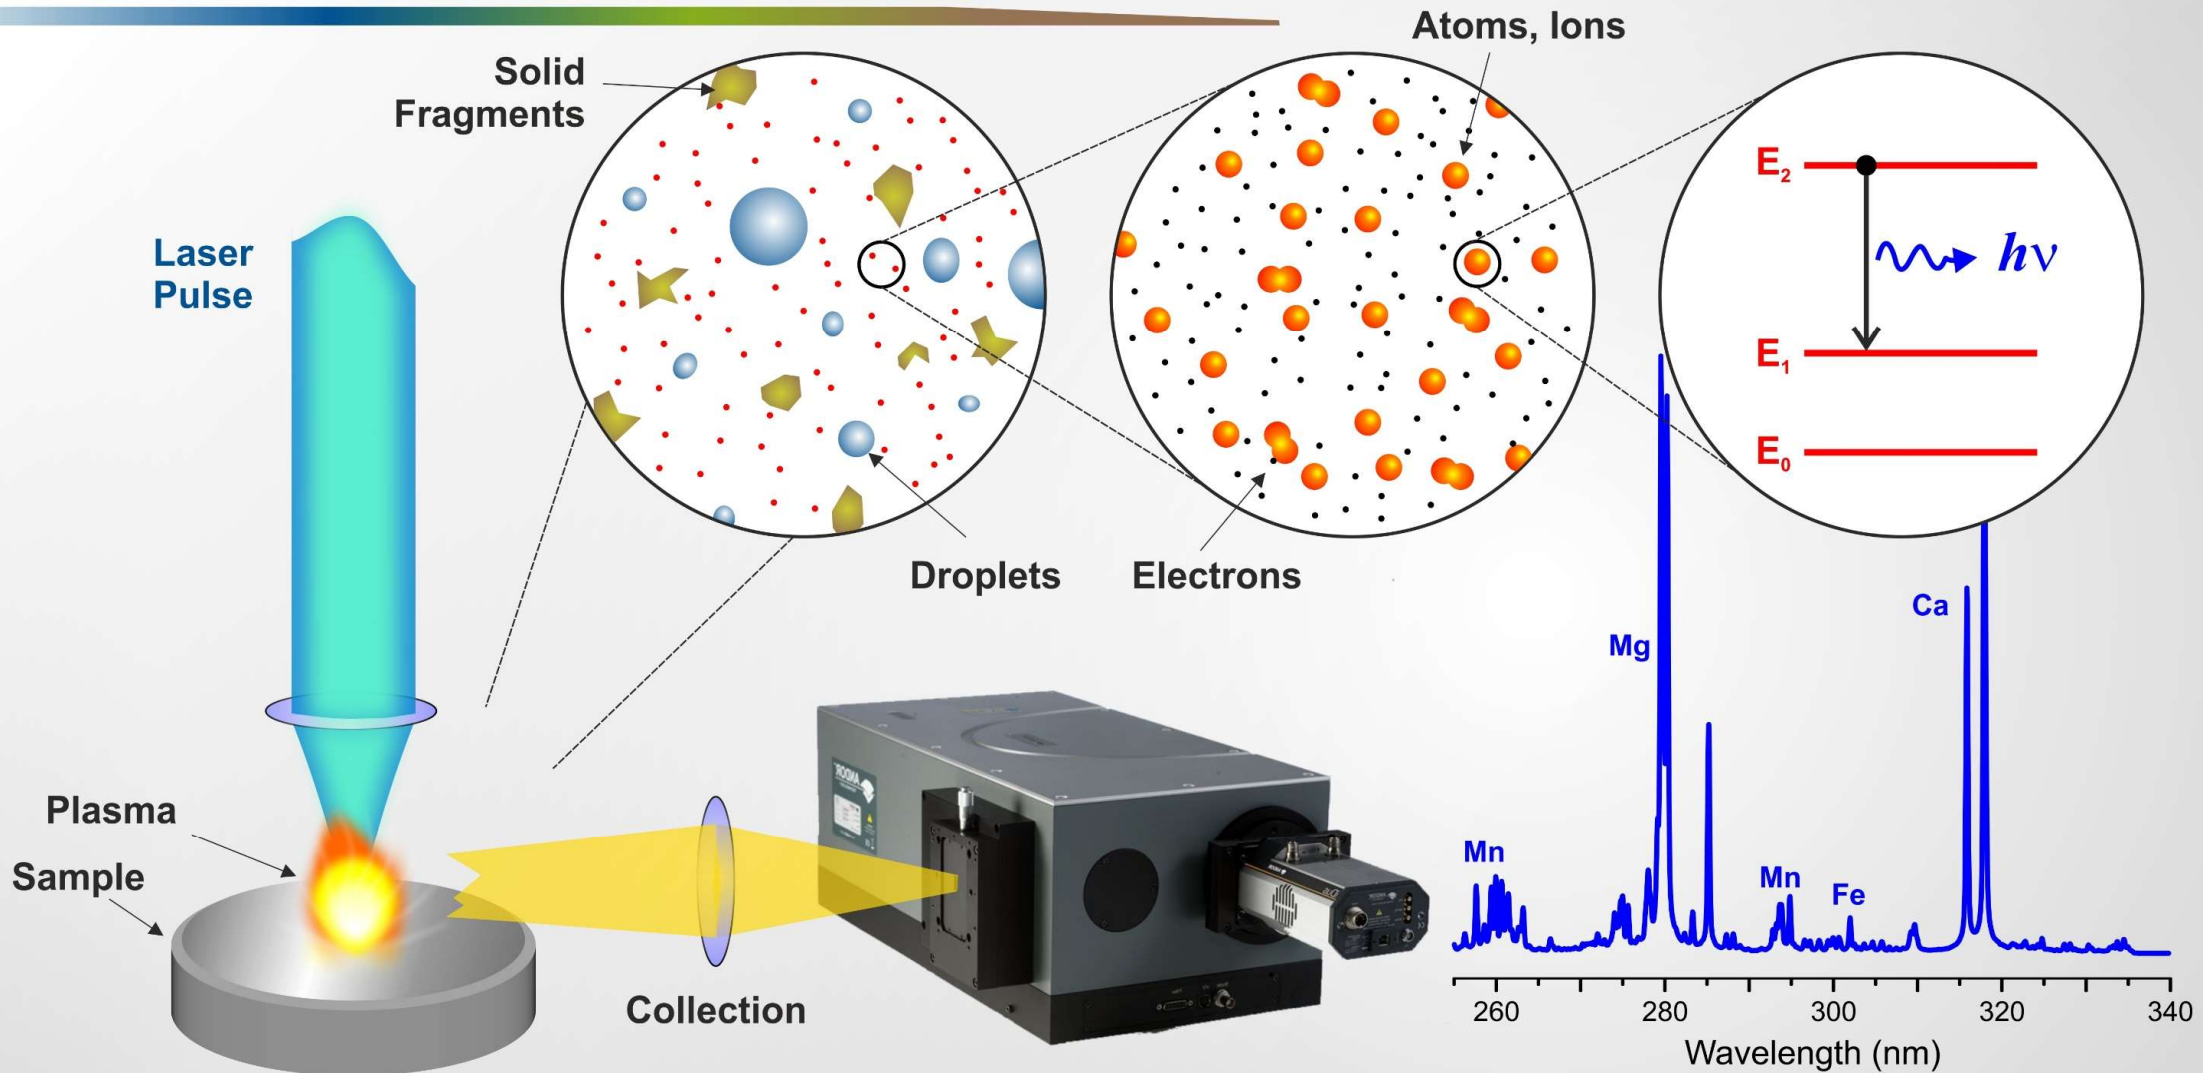 Atoms, Ions
Solid
Fragments
E2
hν
E1
E0
Laser
Pulse
Droplets
Electrons
Ca
Mg
Plasma
Sample
Mn
Mn
Fe
Collection
ANDOR
260
280
300
320
340
Wavelength (nm)